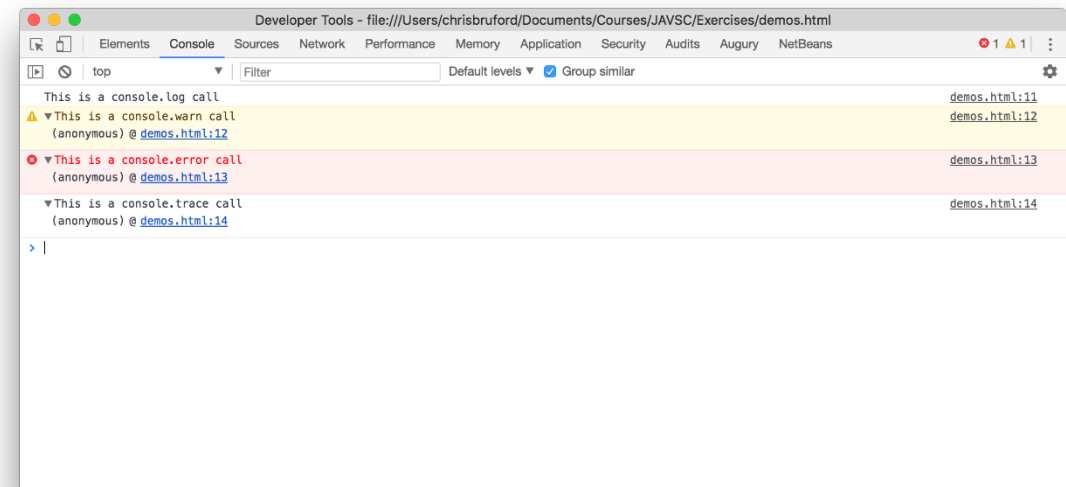 Developer Tools - file:///Users/chrisbruford/Documents/Courses/JAVSC/Exercises/demos.html
Elements Console Sources Network Performance Memory Application Security Audits Augury NetBeans 1 1
top Filter Default levels Group similar
This is a console.log call demos.html:11
This is a console.warn call demos.html:12
(anonymous) @ demos.html:12
This is a console.error call demos.html:13
(anonymous) @ demos.html:13
This is a console.trace call demos.html:14
(anonymous) @ demos.html:14
>